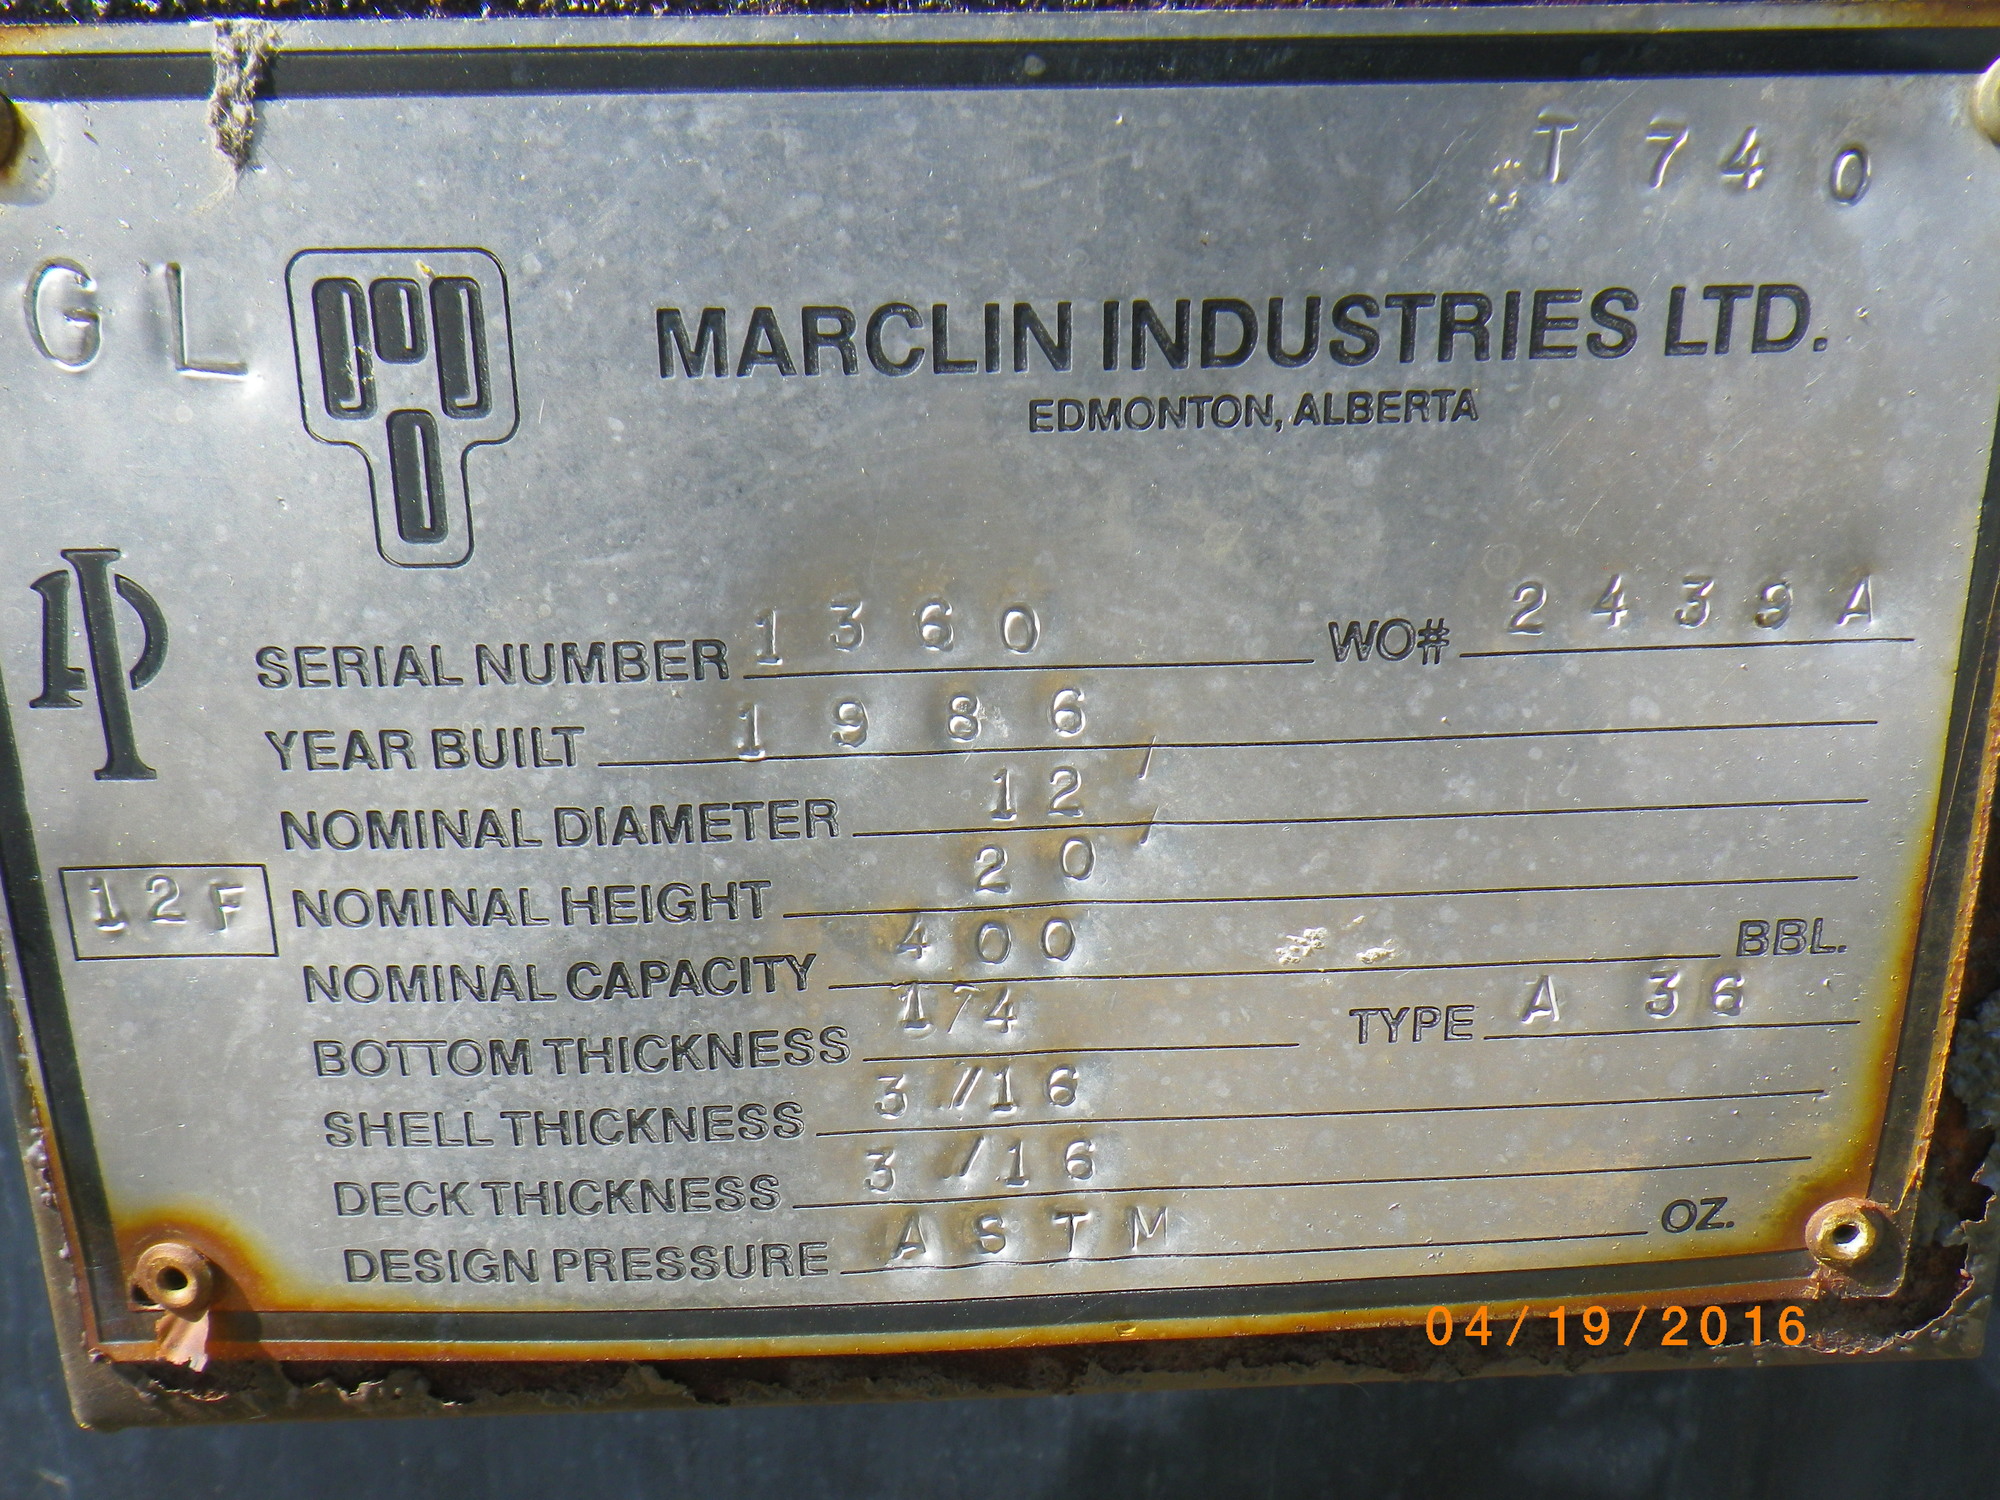 T 740
GL
MARCLIN INDUSTRIES LTD.
EDMONTON, ALBERTA
API
SERIAL NUMBER 1360 WO# 2439A
YEAR BUILT 1986
NOMINAL DIAMETER 12'
12F
NOMINAL HEIGHT 20'
NOMINAL CAPACITY 400 BBL.
BOTTOM THICKNESS 1/4 TYPE A 36
SHELL THICKNESS 3/16
DECK THICKNESS 3/16
DESIGN PRESSURE ASTM OZ.
04/19/2016